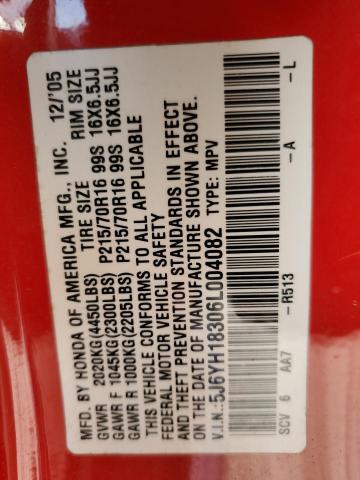 MFD. BY HONDA OF AMERICA MFG., INC. 12/'05
TIRE SIZE RIM SIZE
GVWR 2020KG(4450LBS) P215/70R16 99S 16X6.5JJ
GAWR F 1045KG(2300LBS) P215/70R16 99S 16X6.5JJ
GAWR R 1000KG(2205LBS)
THIS VEHICLE CONFORMS TO ALL APPLICABLE
FEDERAL MOTOR VEHICLE SAFETY
AND THEFT PREVENTION STANDARDS IN EFFECT
ON THE DATE OF MANUFACTURE SHOWN ABOVE.
V.I.N.: 5J6YH18306L004082 TYPE: MPV
SCV 6 AA7 -R513 -A -L